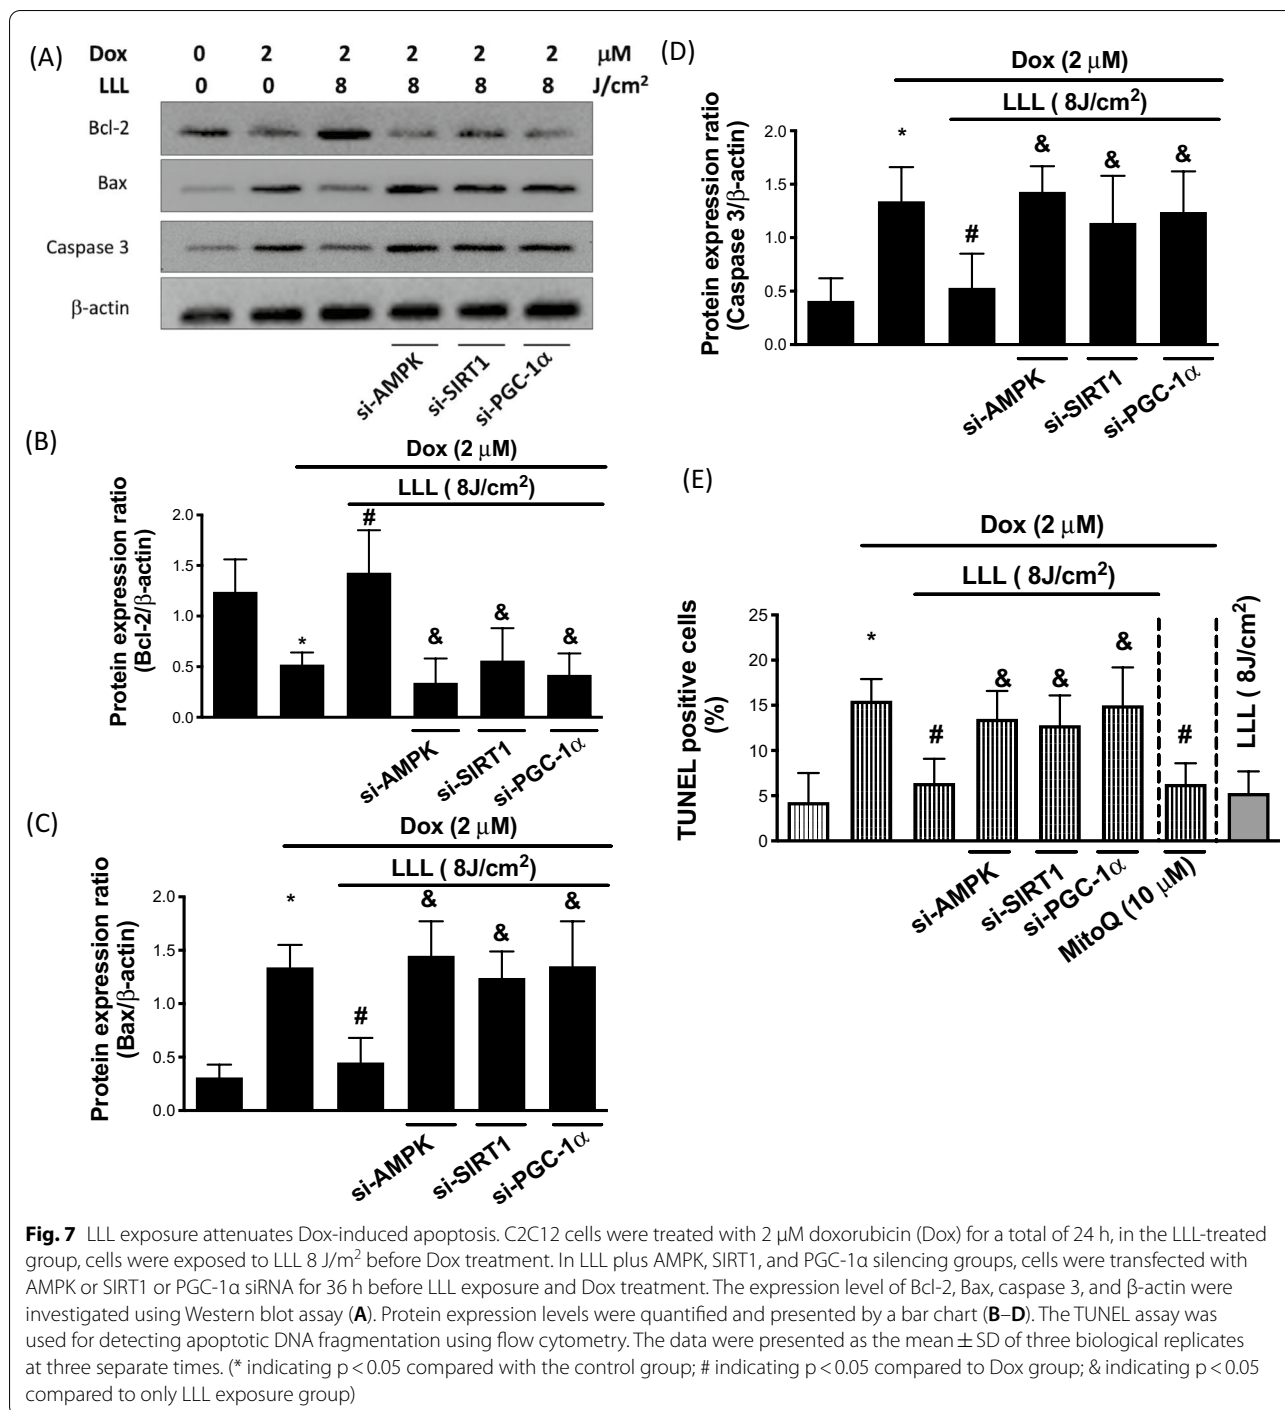 (A)
Dox 0 2 2 2 2 2 μM
LLL 0 0 8 8 8 8 J/cm²
Bcl-2
Bax
Caspase 3
β-actin
si-AMPK
si-SIRT1
si-PGC-1α
(B)
Dox (2 μM)
LLL ( 8J/cm²)
Protein expression ratio
(Bcl-2/β-actin)
2.0
1.5
1.0
0.5
0.0
*
#
&
&
&
si-AMPK
si-SIRT1
si-PGC-1α
(C)
Dox (2 μM)
LLL ( 8J/cm²)
Protein expression ratio
(Bax/β-actin)
2.0
1.5
1.0
0.5
0.0
*
#
&
&
&
si-AMPK
si-SIRT1
si-PGC-1α
(D)
Dox (2 μM)
LLL ( 8J/cm²)
Protein expression ratio
(Caspase 3/β-actin)
2.0
1.5
1.0
0.5
0.0
*
#
&
&
&
si-AMPK
si-SIRT1
si-PGC-1α
(E)
Dox (2 μM)
LLL ( 8J/cm²)
LLL ( 8J/cm²)
TUNEL positive cells
(%)
25
20
15
10
5
0
*
#
&
&
&
#
si-AMPK
si-SIRT1
si-PGC-1α
MitoQ (10 μM)
Fig. 7 LLL exposure attenuates Dox-induced apoptosis. C2C12 cells were treated with 2 μM doxorubicin (Dox) for a total of 24 h, in the LLL-treated
group, cells were exposed to LLL 8 J/m² before Dox treatment. In LLL plus AMPK, SIRT1, and PGC-1α silencing groups, cells were transfected with
AMPK or SIRT1 or PGC-1α siRNA for 36 h before LLL exposure and Dox treatment. The expression level of Bcl-2, Bax, caspase 3, and β-actin were
investigated using Western blot assay (A). Protein expression levels were quantified and presented by a bar chart (B–D). The TUNEL assay was
used for detecting apoptotic DNA fragmentation using flow cytometry. The data were presented as the mean ± SD of three biological replicates
at three separate times. (* indicating p < 0.05 compared with the control group; # indicating p < 0.05 compared to Dox group; & indicating p < 0.05
compared to only LLL exposure group)